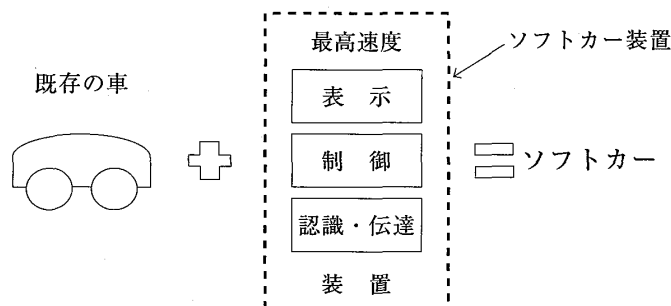 最高速度
ソフトカー装置
既存の車
表 示
制 御
ソフトカー
認識・伝達
装 置